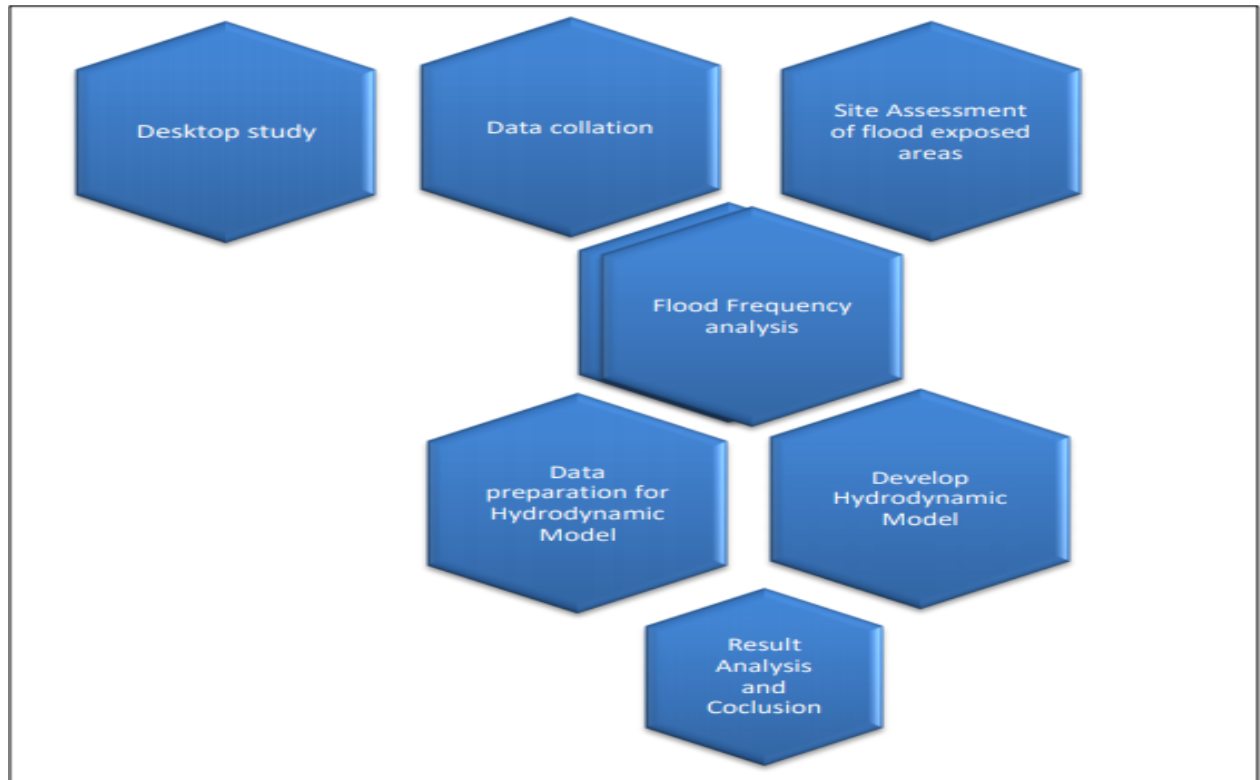 Desktop study
Data collation
Site Assessment
of flood exposed
areas
Flood Frequency
analysis
Data
preparation for
Hydrodynamic
Model
Develop
Hydrodynamic
Model
Result
Analysis
and
Coclusion